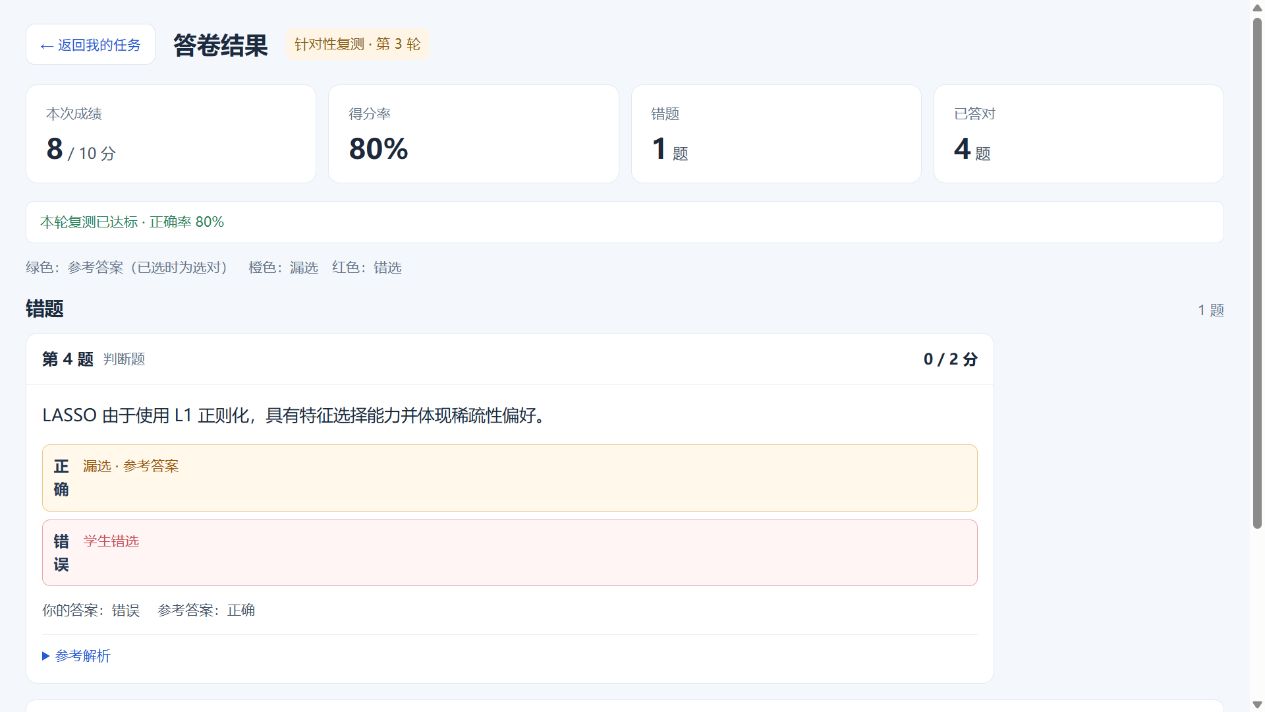 ← 返回我的任务
答卷结果
针对性复测 · 第 3 轮
本次成绩
8 / 10 分
得分率
80%
错题
1 题
已答对
4 题
本轮复测已达标 · 正确率 80%
绿色：参考答案（已选时为选对） 橙色：漏选 红色：错选
错题
1 题
第 4 题 判断题
0 / 2 分
LASSO 由于使用 L1 正则化，具有特征选择能力并体现稀疏性偏好。
正确
漏选 · 参考答案
错误
学生错选
你的答案：错误 参考答案：正确
▶ 参考解析